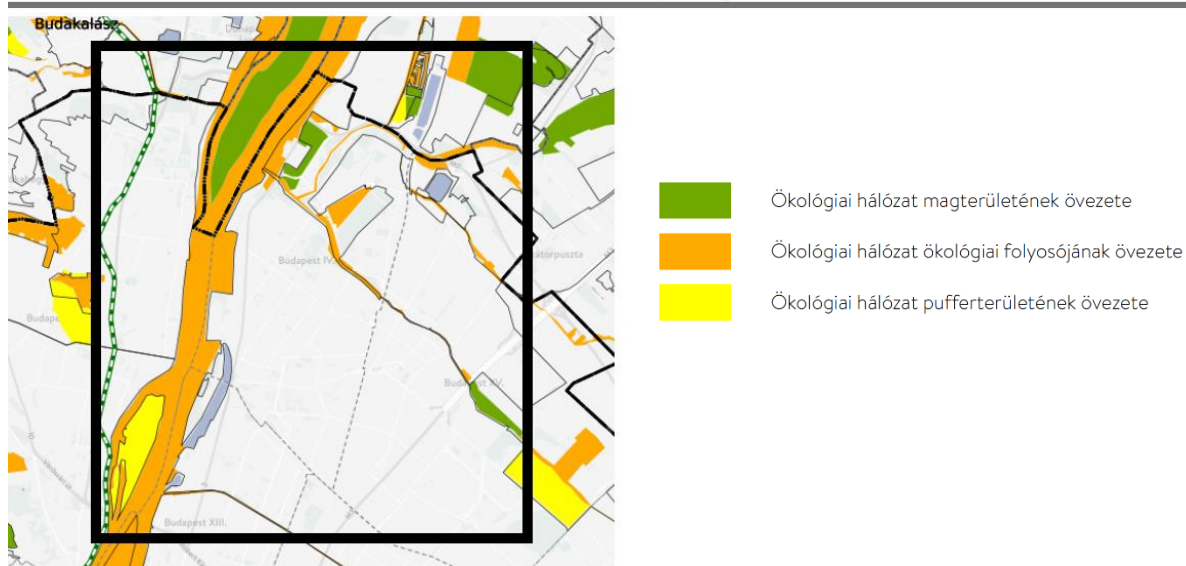 Budakalász
Budapest IV.
Budapest XV.
Budapest XIII.
Ökológiai hálózat magterületének övezete
Ökológiai hálózat ökológiai folyosójának övezete
Ökológiai hálózat pufferterületének övezete